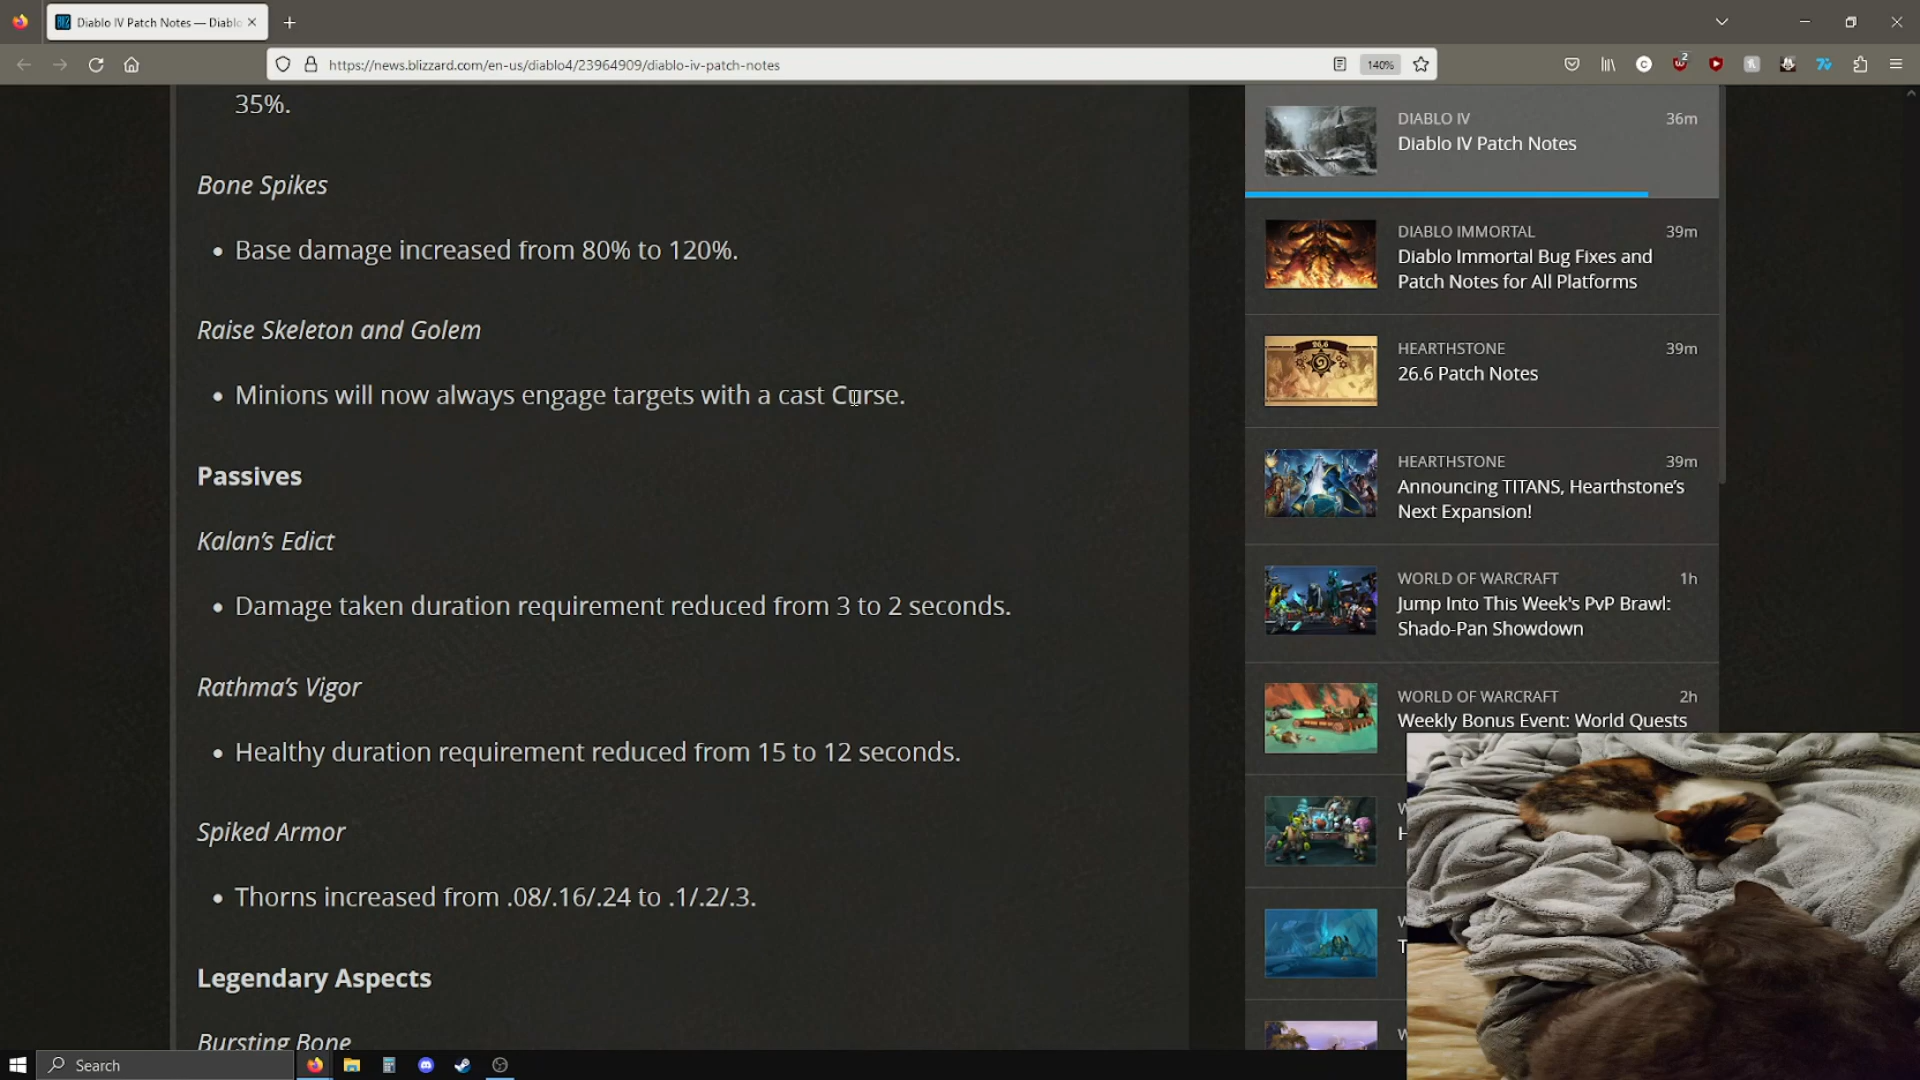 Diablo IV Patch Notes — Diablo
https://news.blizzard.com/en-us/diablo4/23964909/diablo-iv-patch-notes
140%
2
35%.
Bone Spikes
• Base damage increased from 80% to 120%.
Raise Skeleton and Golem
• Minions will now always engage targets with a cast Curse.
Passives
Kalan’s Edict
• Damage taken duration requirement reduced from 3 to 2 seconds.
Rathma’s Vigor
• Healthy duration requirement reduced from 15 to 12 seconds.
Spiked Armor
• Thorns increased from .08/.16/.24 to .1/.2/.3.
Legendary Aspects
Bursting Bone
DIABLO IV 36m
Diablo IV Patch Notes
DIABLO IMMORTAL 39m
Diablo Immortal Bug Fixes and
Patch Notes for All Platforms
HEARTHSTONE 39m
26.6 Patch Notes
HEARTHSTONE 39m
Announcing TITANS, Hearthstone’s
Next Expansion!
WORLD OF WARCRAFT 1h
Jump Into This Week's PvP Brawl:
Shado-Pan Showdown
WORLD OF WARCRAFT 2h
Weekly Bonus Event: World Quests
Search